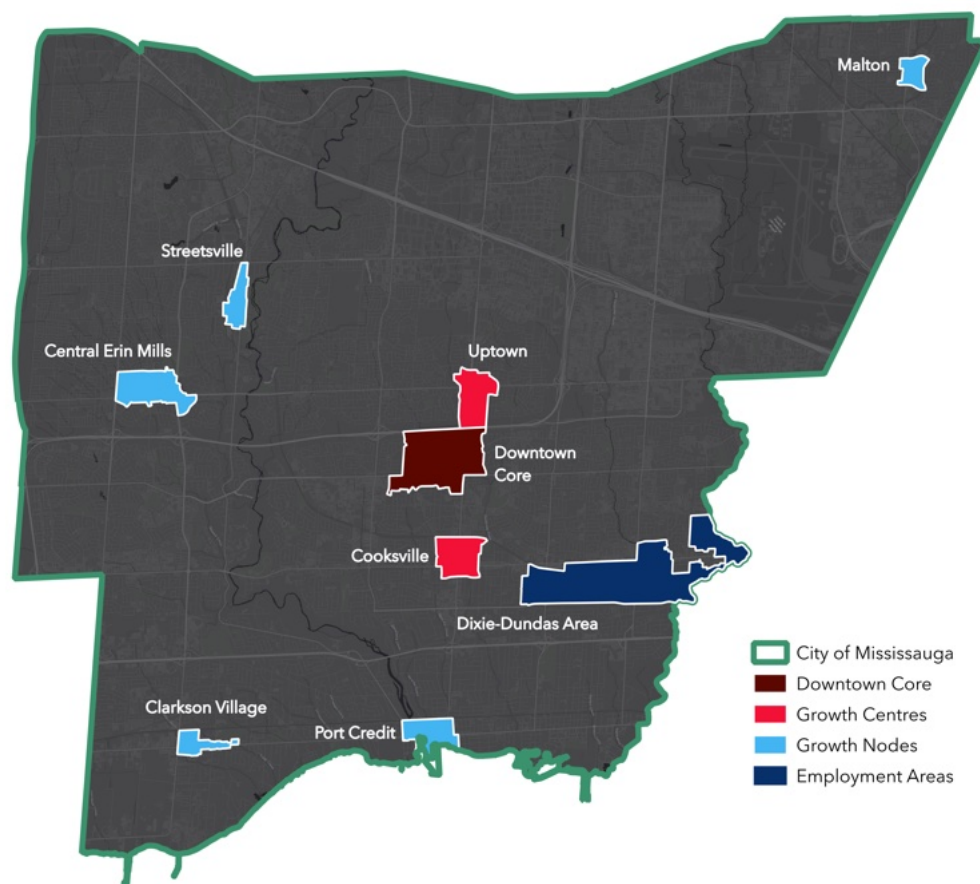 Malton
Streetsville
Central Erin Mills
Uptown
Downtown
Core
Cooksville
Dixie-Dundas Area
Clarkson Village
Port Credit
City of Mississauga
Downtown Core
Growth Centres
Growth Nodes
Employment Areas